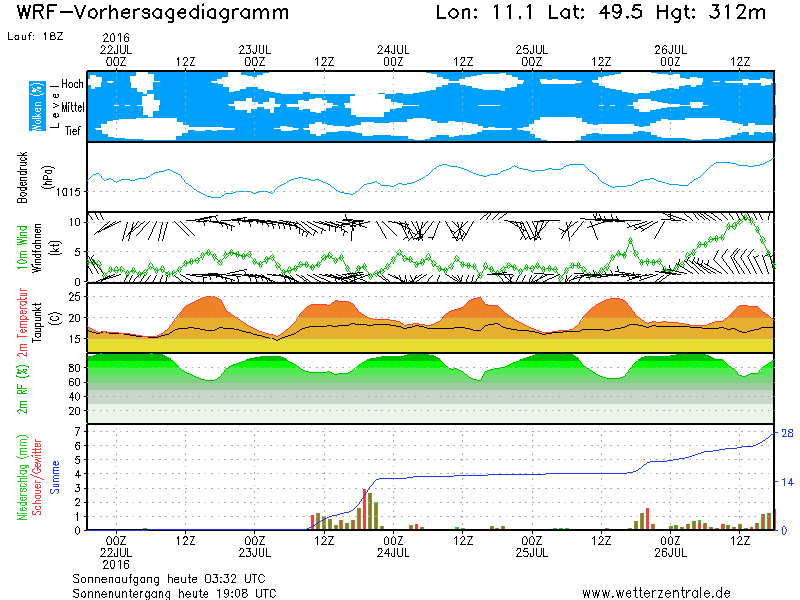 WRF-Vorhersagediagramm Lon: 11.1 Lat: 49.5 Hgt: 312m
Lauf: 18Z
2016
22JUL 23JUL 24JUL 25JUL 26JUL
00Z 12Z 00Z 12Z 00Z 12Z 00Z 12Z 00Z 12Z
Wolken (%)
Level
Hoch
Mittel
Tief
Bodendruck
(hPa)
1015
10m Wind
Windfahnen
(kt)
10
5
0
2m Temperatur
Taupunkt
(C)
25
20
15
2m RF (%)
80
60
40
20
Niederschlag (mm)
Schauer/Gewitter
Summe
7
6
5
4
3
2
1
0
28
14
0
00Z 12Z 00Z 12Z 00Z 12Z 00Z 12Z 00Z 12Z
22JUL 23JUL 24JUL 25JUL 26JUL
2016
Sonnenaufgang heute 03:32 UTC
Sonnenuntergang heute 19:08 UTC
www.wetterzentrale.de